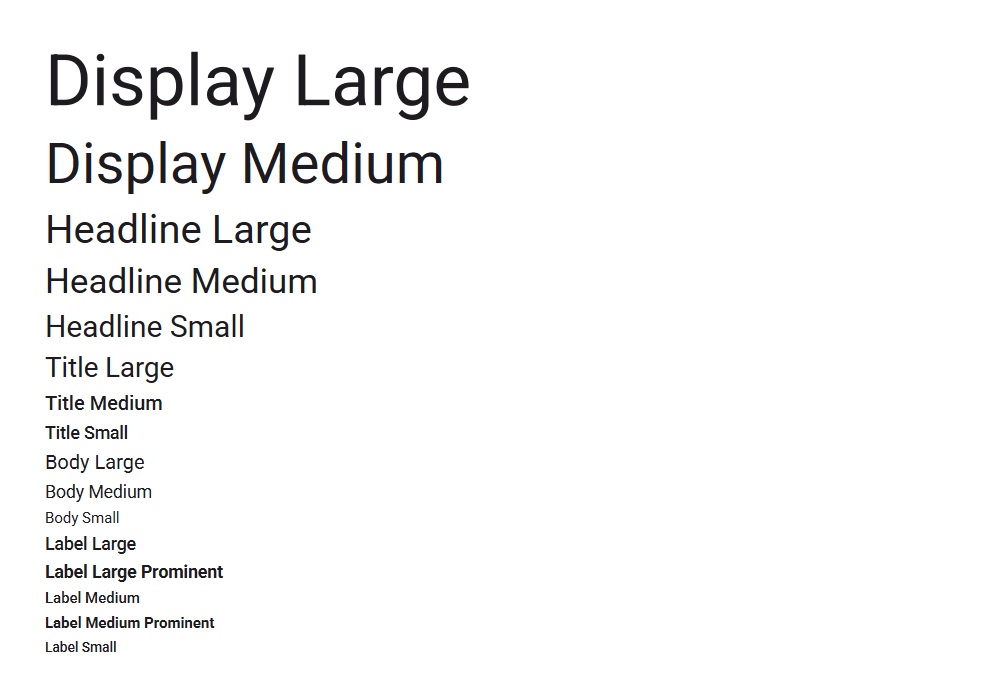 Display Large
Display Medium
Headline Large
Headline Medium
Headline Small
Title Large
Title Medium
Title Small
Body Large
Body Medium
Body Small
Label Large
Label Large Prominent
Label Medium
Label Medium Prominent
Label Small